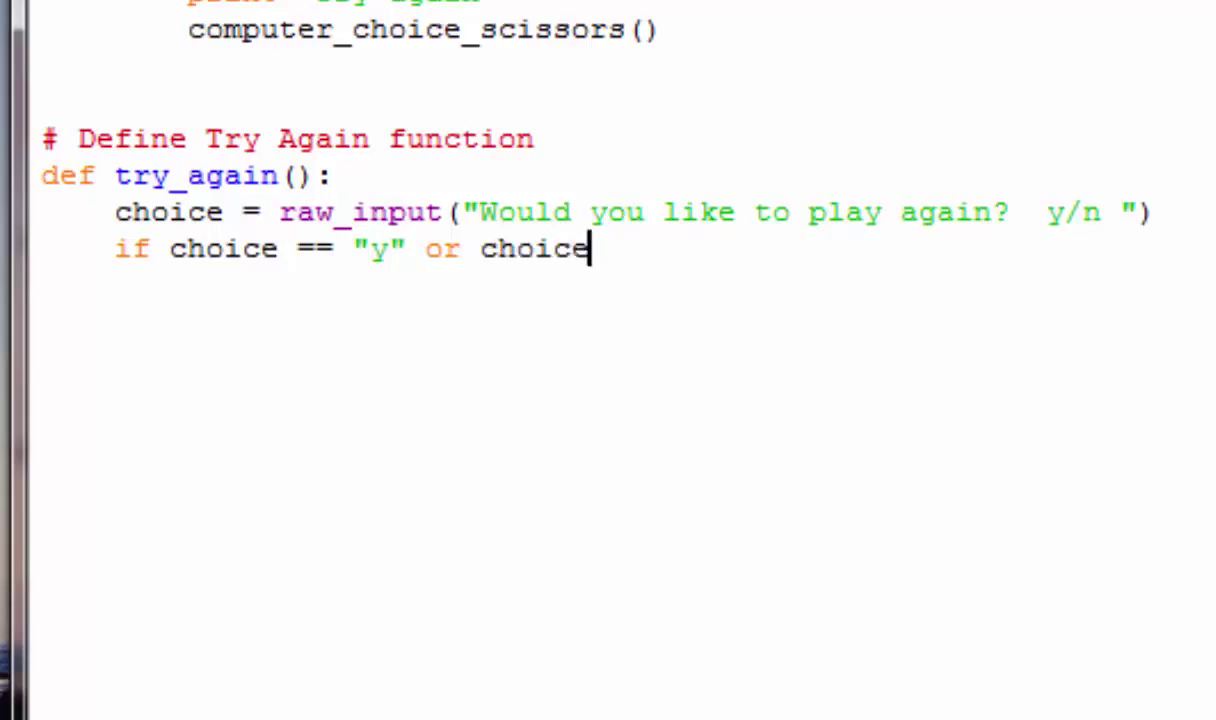 computer_choice_scissors()
# Define Try Again function
def try_again():
choice = raw_input("Would you like to play again?  y/n ")
if choice == "y" or choice